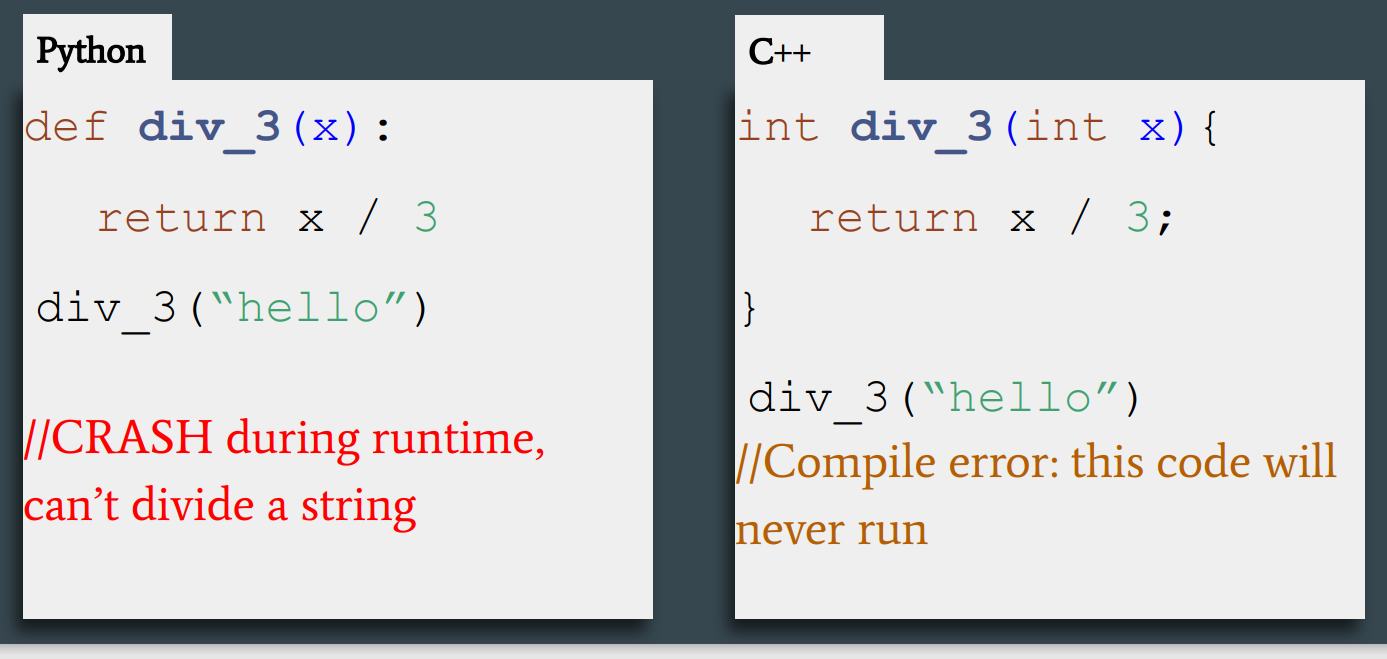 Python
def div_3(x):
return x / 3
div_3(“hello”)
//CRASH during runtime,
can’t divide a string
C++
int div_3(int x){
return x / 3;
}
div_3(“hello”)
//Compile error: this code will
never run